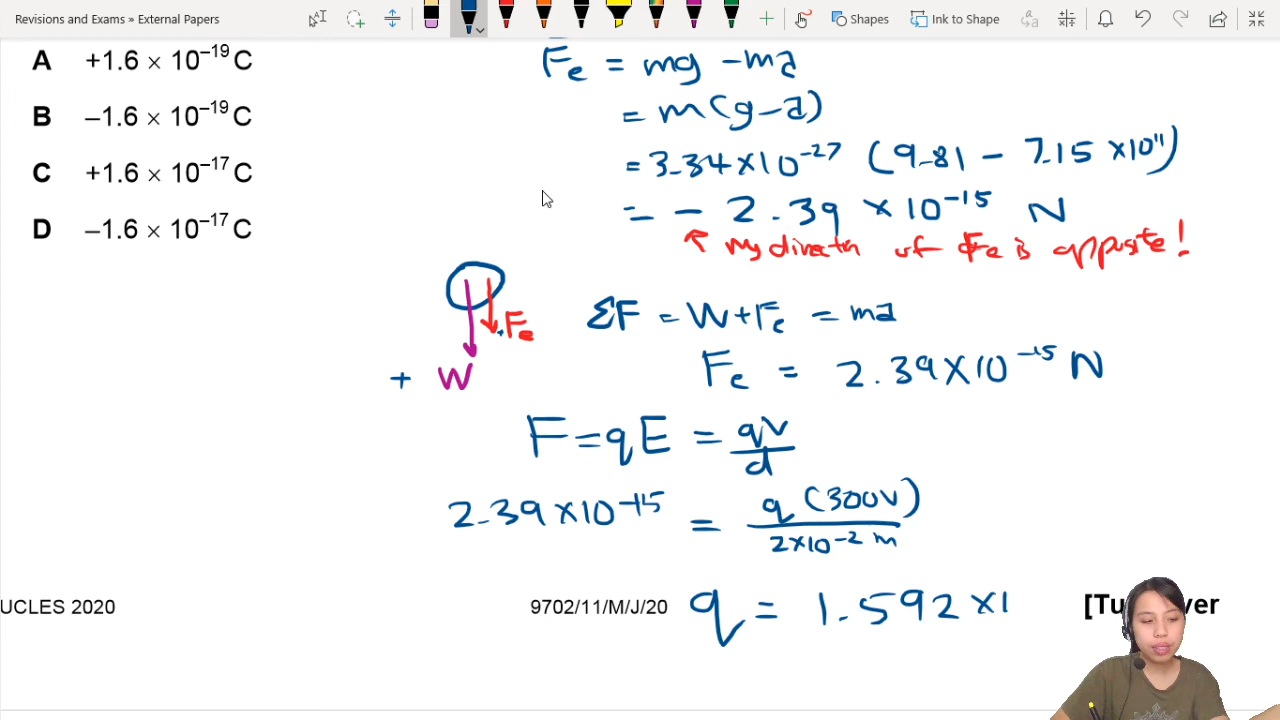 Revisions and Exams » External Papers
Shapes
Ink to Shape
A +1.6 × 10⁻¹⁹ C
B –1.6 × 10⁻¹⁹ C
C +1.6 × 10⁻¹⁷ C
D –1.6 × 10⁻¹⁷ C
Fe = mg - ma
= m(g-a)
= 3.34×10⁻²⁷ (9.81 - 7.15 ×10¹¹)
= - 2.39 × 10⁻¹⁵ N
my direct'n of Fe is opposite!
Fe
+ W
ΣF = W+Fe = ma
Fe = 2.39×10⁻¹⁵ N
F=qE = qV/d
2.39×10⁻¹⁵ = q(300V)/2×10⁻² m
q = 1.592 ×1
UCLES 2020
9702/11/M/J/20
[Tu ver